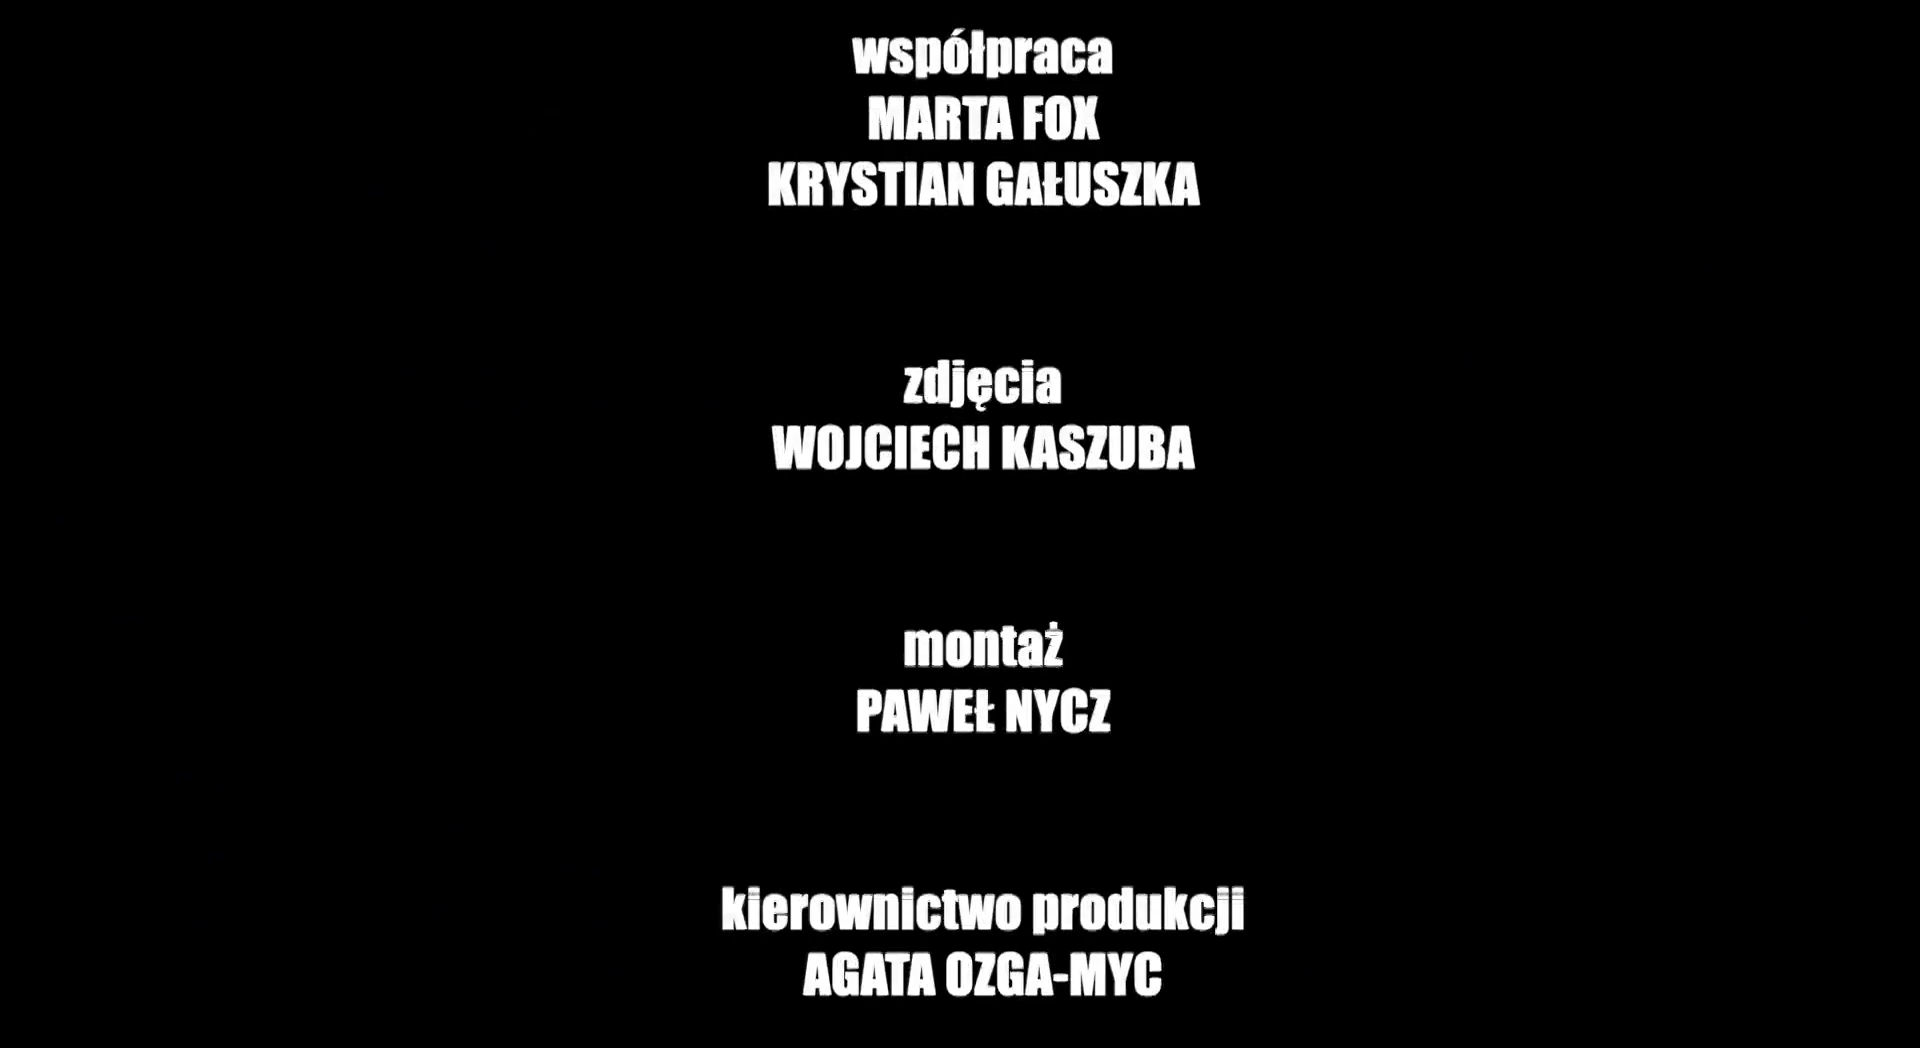 współpraca
MARTA FOX
KRYSTIAN GAŁUSZKA
zdjęcia
WOJCIECH KASZUBA
montaż
PAWEŁ NYCZ
kierownictwo produkcji
AGATA OZGA-MYC